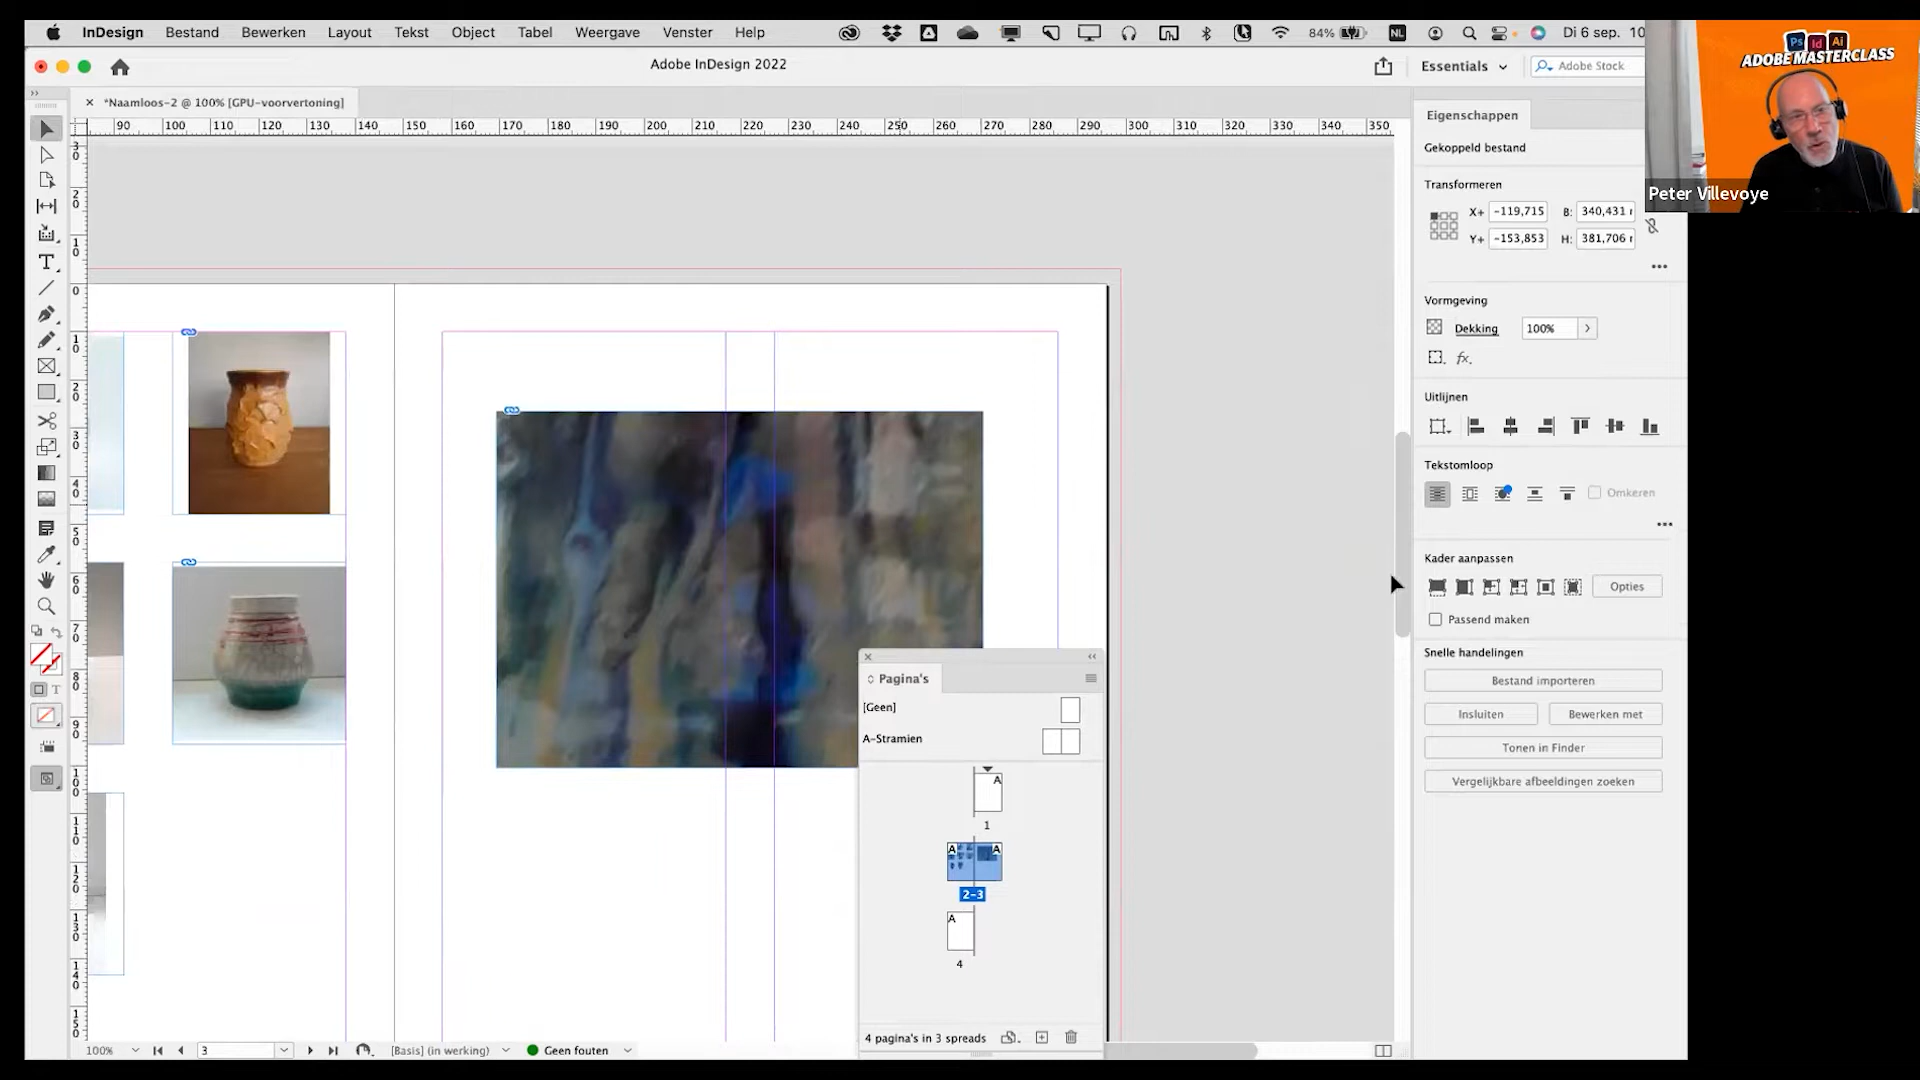 InDesign Bestand Bewerken Layout Tekst Object Tabel Weergave Venster Help 84% NL Di 6 sep. 10
Adobe InDesign 2022 Essentials Adobe Stock
*Naamloos-2 @ 100% [GPU-voorvertoning]
90 100 110 120 130 140 150 160 170 180 190 200 210 220 230 240 250 260 270 280 290 300 310 320 330 340 350
Ps Id Ai
ADOBE MASTERCLASS
Peter Villevoye
Eigenschappen
Gekoppeld bestand
Transformeren
X+ -119,715 B: 340,431
Y+ -153,853 H: 381,706
Vormgeving
Dekking 100%
fx.
Uitlijnen
Tekstomloop
Omkeren
Kader aanpassen
Opties
Passend maken
Snelle handelingen
Bestand importeren
Insluiten Bewerken met
Tonen in Finder
Vergelijkbare afbeeldingen zoeken
Pagina's
[Geen]
A-Stramien
A
1
A A
2-3
A
4
4 pagina's in 3 spreads
100% 3 [Basis] (in werking) Geen fouten